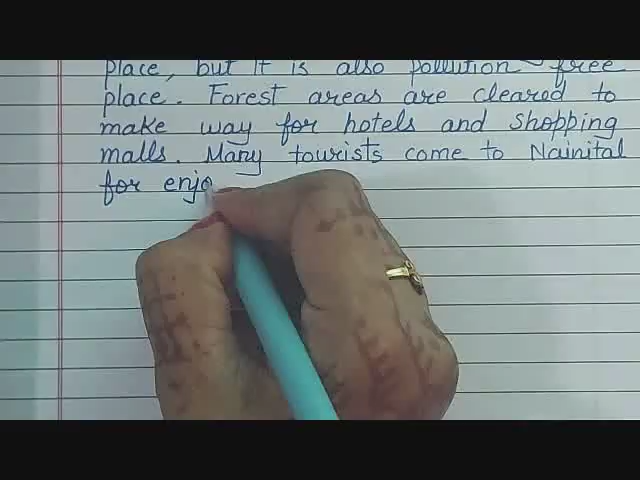 place, but it is also pollution free
place. Forest areas are cleared to
make way for hotels and shopping
malls. Many tourists come to Nainital
for enjo